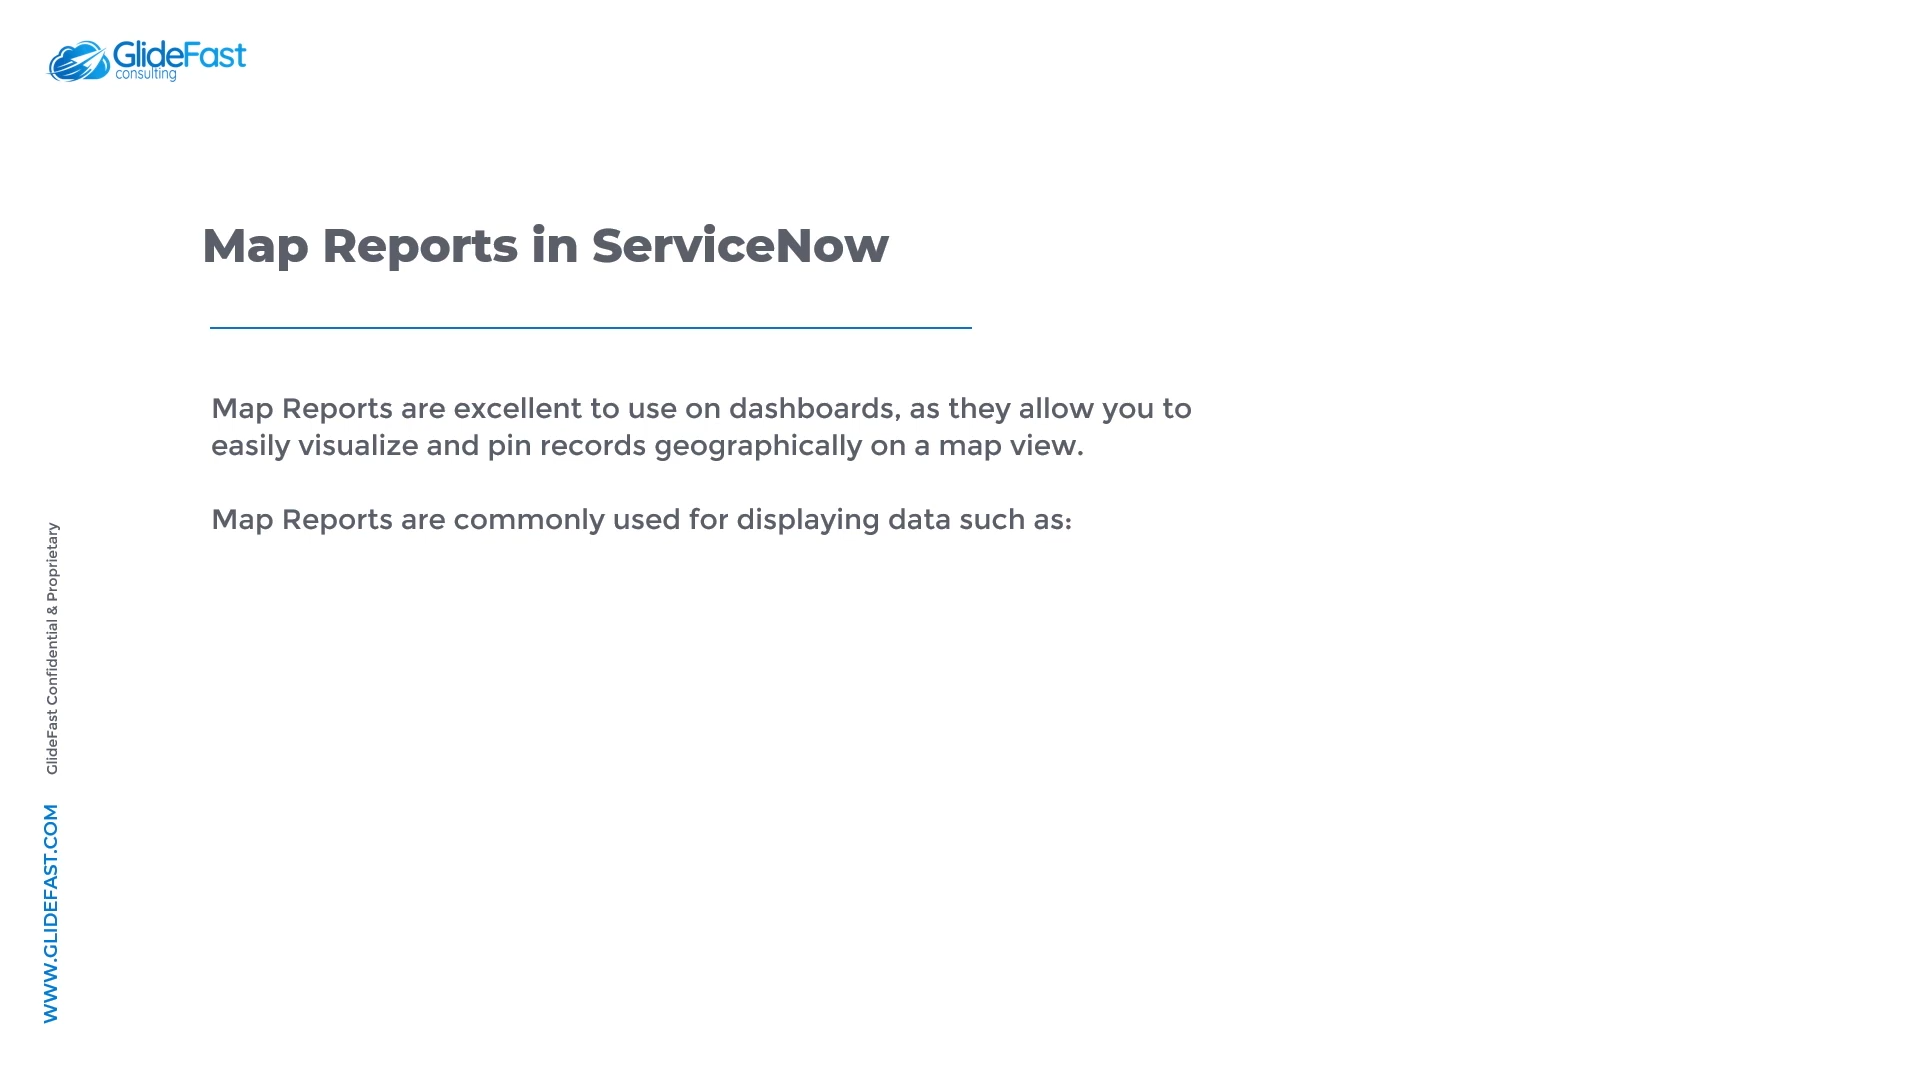 GlideFast
consulting
Map Reports in ServiceNow
Map Reports are excellent to use on dashboards, as they allow you to
easily visualize and pin records geographically on a map view.
Map Reports are commonly used for displaying data such as:
GlideFast Confidential & Proprietary
WWW.GLIDEFAST.COM